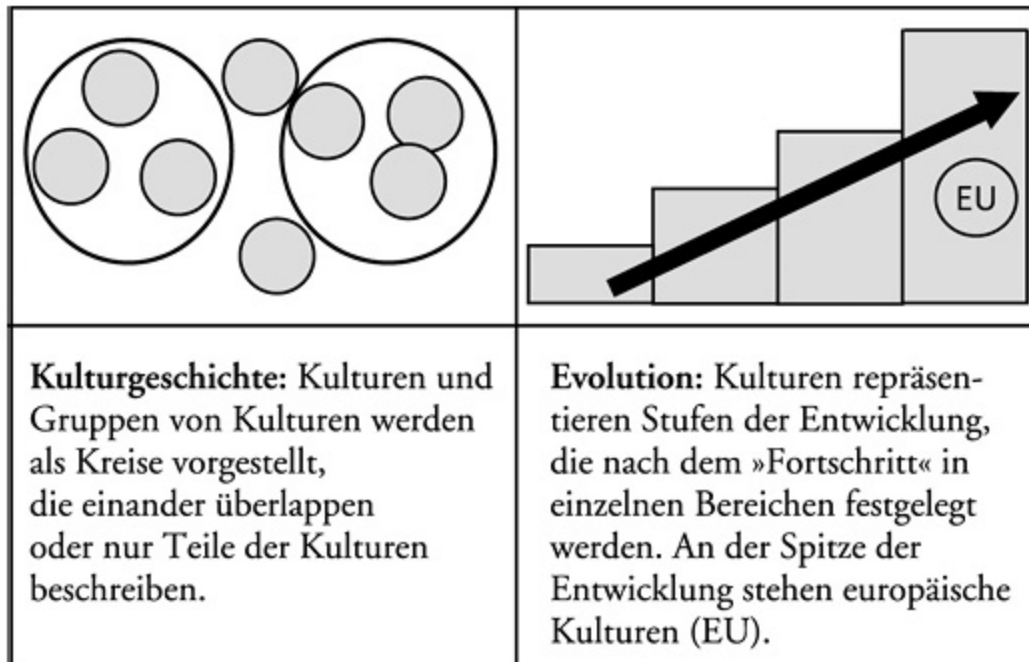 EU
Kulturgeschichte: Kulturen und
Gruppen von Kulturen werden
als Kreise vorgestellt,
die einander überlappen
oder nur Teile der Kulturen
beschreiben.
Evolution: Kulturen repräsen-
tieren Stufen der Entwicklung,
die nach dem »Fortschritt« in
einzelnen Bereichen festgelegt
werden. An der Spitze der
Entwicklung stehen europäische
Kulturen (EU).